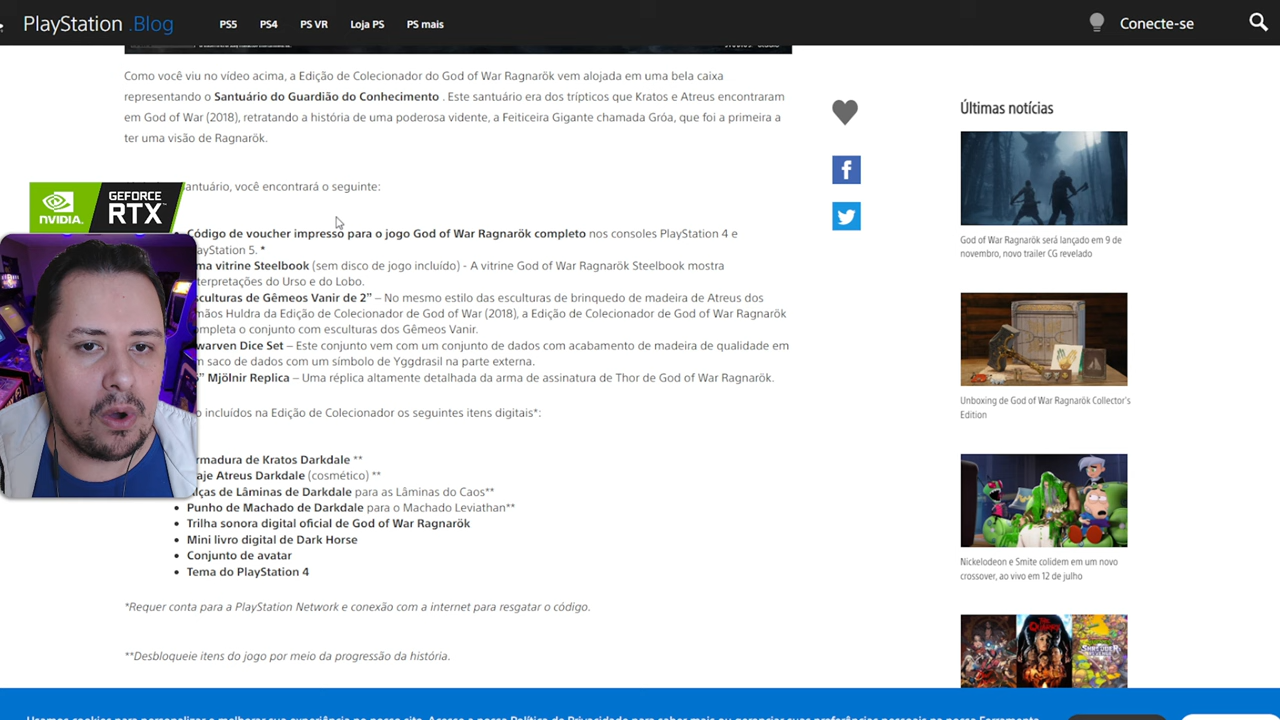 PlayStation .Blog PS5 PS4 PS VR Loja PS PS mais Conecte-se
Como você viu no vídeo acima, a Edição de Colecionador do God of War Ragnarök vem alojada em uma bela caixa
representando o Santuário do Guardião do Conhecimento . Este santuário era dos trípticos que Kratos e Atreus encontraram
em God of War (2018), retratando a história de uma poderosa vidente, a Feiticeira Gigante chamada Gróa, que foi a primeira a
ter uma visão de Ragnarök.
santuário, você encontrará o seguinte:
NVIDIA.
GEFORCE
RTX
• Código de voucher impresso para o jogo God of War Ragnarök completo nos consoles PlayStation 4 e
ayStation 5. *
ma vitrine Steelbook (sem disco de jogo incluído) - A vitrine God of War Ragnarök Steelbook mostra
nterpretações do Urso e do Lobo.
sculturas de Gêmeos Vanir de 2” – No mesmo estilo das esculturas de brinquedo de madeira de Atreus dos
mãos Huldra da Edição de Colecionador de God of War (2018), a Edição de Colecionador de God of War Ragnarök
ompleta o conjunto com esculturas dos Gêmeos Vanir.
warven Dice Set – Este conjunto vem com um conjunto de dados com acabamento de madeira de qualidade em
m saco de dados com um símbolo de Yggdrasil na parte externa.
” Mjölnir Replica – Uma réplica altamente detalhada da arma de assinatura de Thor de God of War Ragnarök.
o incluídos na Edição de Colecionador os seguintes itens digitais*:
rmadura de Kratos Darkdale **
aje Atreus Darkdale (cosmético) **
lças de Lâminas de Darkdale para as Lâminas do Caos**
• Punho de Machado de Darkdale para o Machado Leviathan**
• Trilha sonora digital oficial de God of War Ragnarök
• Mini livro digital de Dark Horse
• Conjunto de avatar
• Tema do PlayStation 4
*Requer conta para a PlayStation Network e conexão com a internet para resgatar o código.
**Desbloqueie itens do jogo por meio da progressão da história.
Últimas notícias
God of War Ragnarök será lançado em 9 de
novembro, novo trailer CG revelado
Unboxing de God of War Ragnarök Collector's
Edition
Nickelodeon e Smite colidem em um novo
crossover, ao vivo em 12 de julho